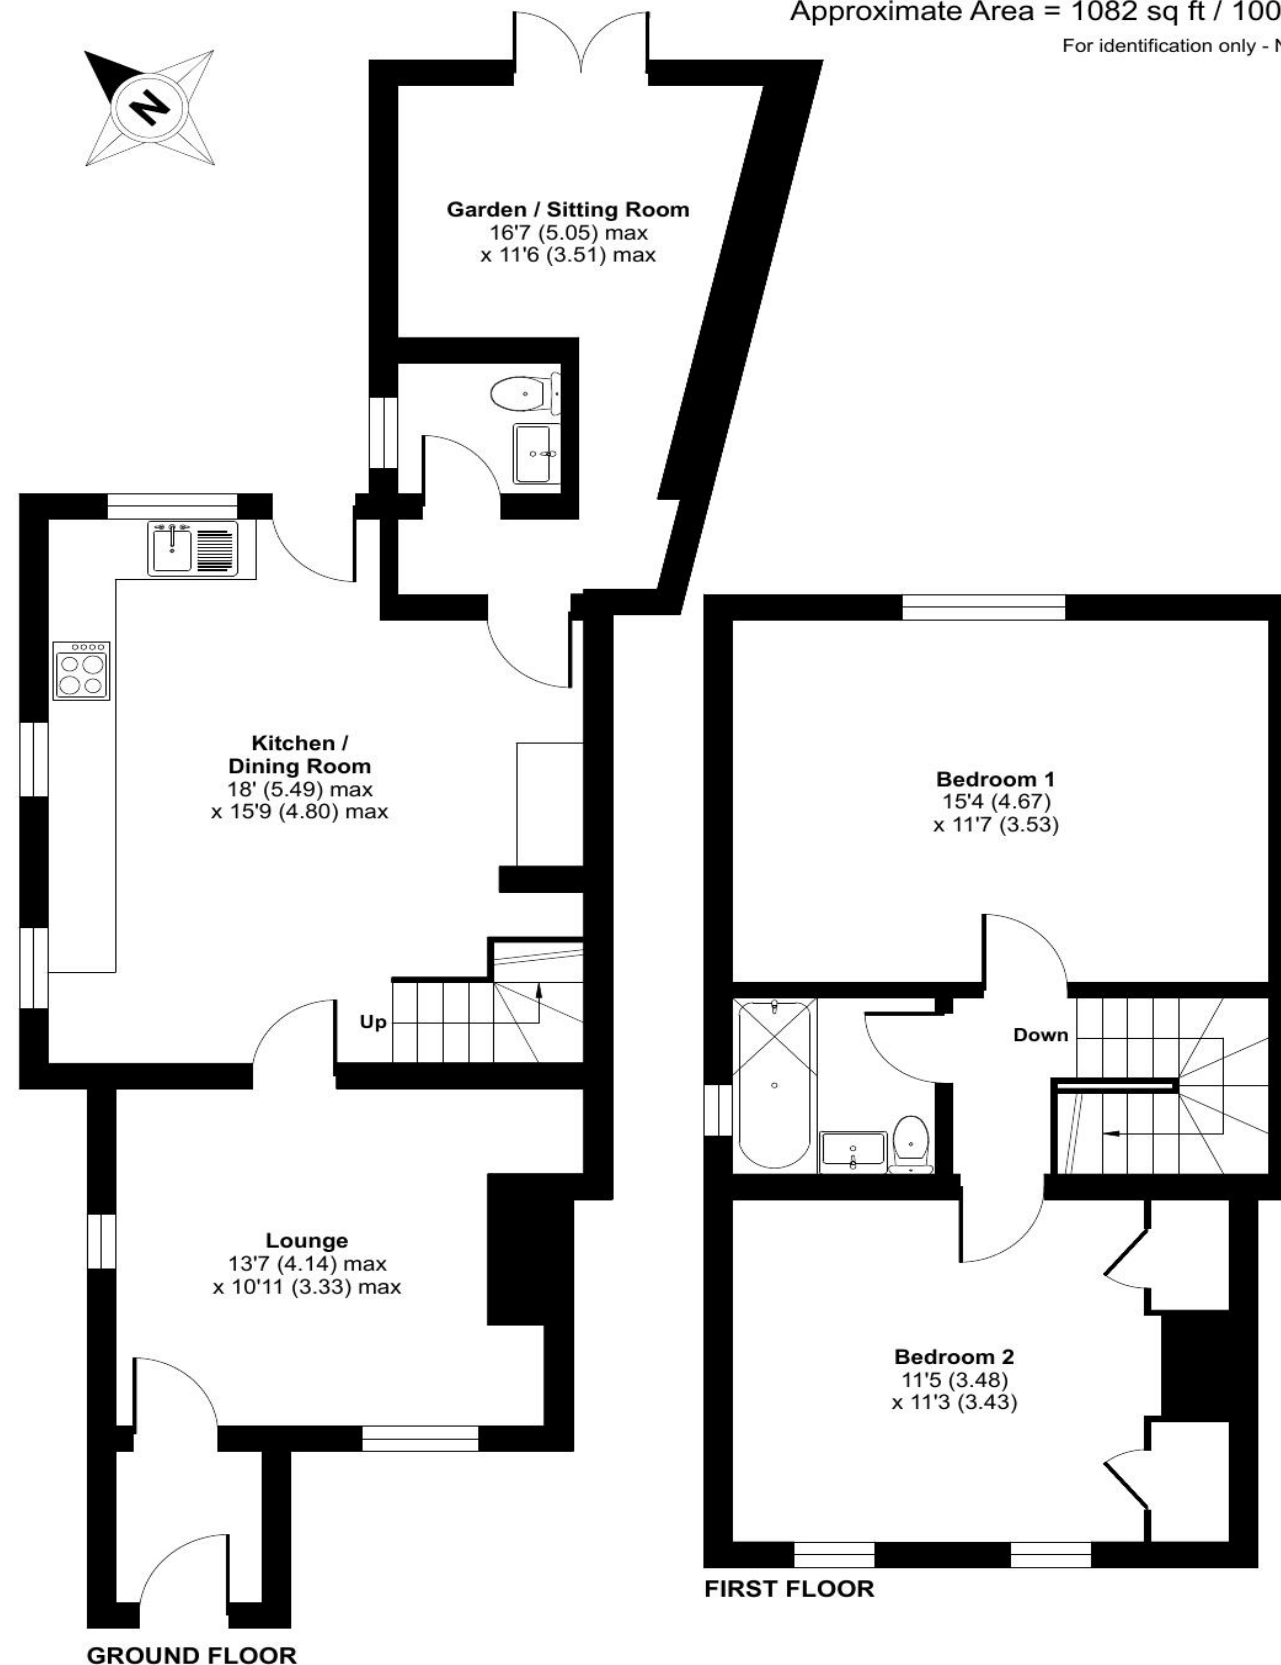 Approximate Area = 1082 sq ft / 100
For identification only - N
N
Garden / Sitting Room
16'7 (5.05) max
x 11'6 (3.51) max
Kitchen /
Dining Room
18' (5.49) max
x 15'9 (4.80) max
Up
Lounge
13'7 (4.14) max
x 10'11 (3.33) max
GROUND FLOOR
Bedroom 1
15'4 (4.67)
x 11'7 (3.53)
Down
Bedroom 2
11'5 (3.48)
x 11'3 (3.43)
FIRST FLOOR